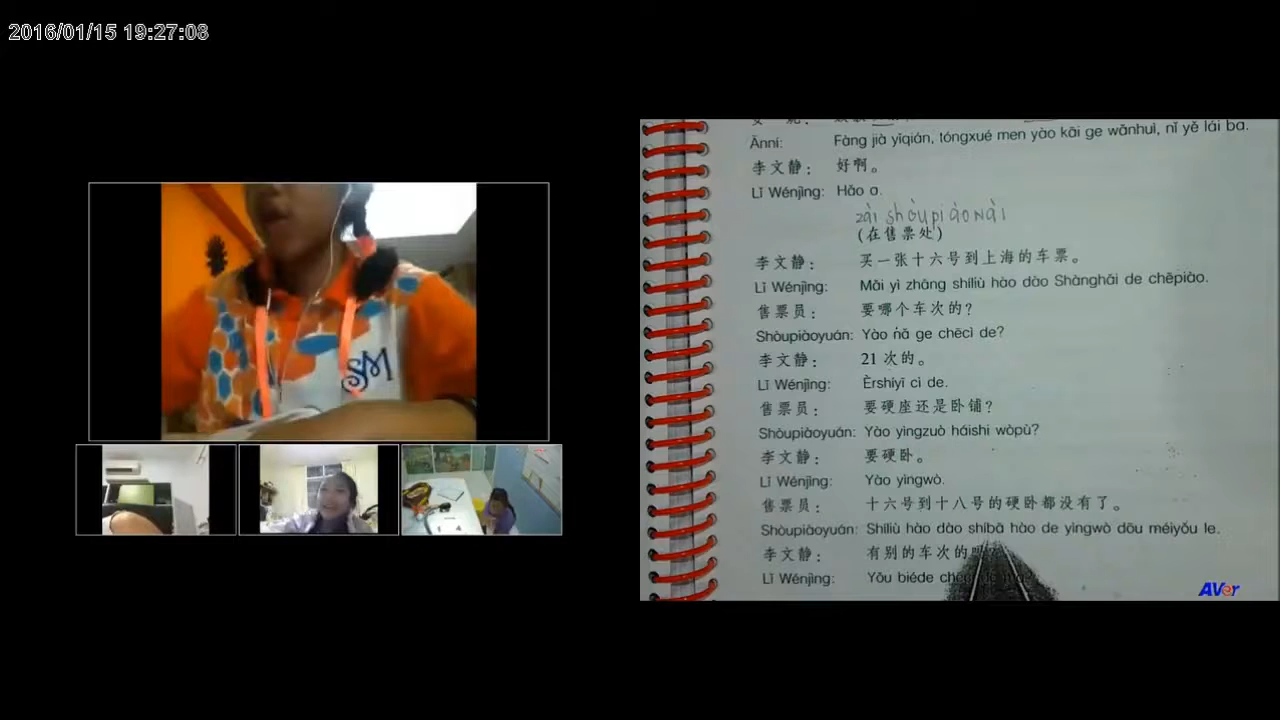 2016/01/15 19:27:08
SM
Ānní: Fàng jià yǐqián, tóngxué men yào kāi ge wǎnhuì, nǐ yě lái ba.
李文静： 好啊。
Lǐ Wénjìng: Hǎo a.
zài shòupiàoNàì
(在售票处)
李文静： 买一张十六号到上海的车票。
Lǐ Wénjìng: Mǎi yì zhāng shíliù hào dào Shànghǎi de chēpiào.
售票员： 要哪个车次的？
Shòupiàoyuán: Yào nǎ ge chēcì de?
李文静： 21 次的。
Lǐ Wénjìng: Èrshíyī cì de.
售票员： 要硬座还是卧铺？
Shòupiàoyuán: Yào yìngzuò háishi wòpù?
李文静： 要硬卧。
Lǐ Wénjìng: Yào yìngwò.
售票员： 十六号到十八号的硬卧都没有了。
Shòupiàoyuán: Shíliù hào dào shíbā hào de yìngwò dōu méiyǒu le.
李文静： 有别的车次的
Lǐ Wénjìng: Yǒu biéde
AVer